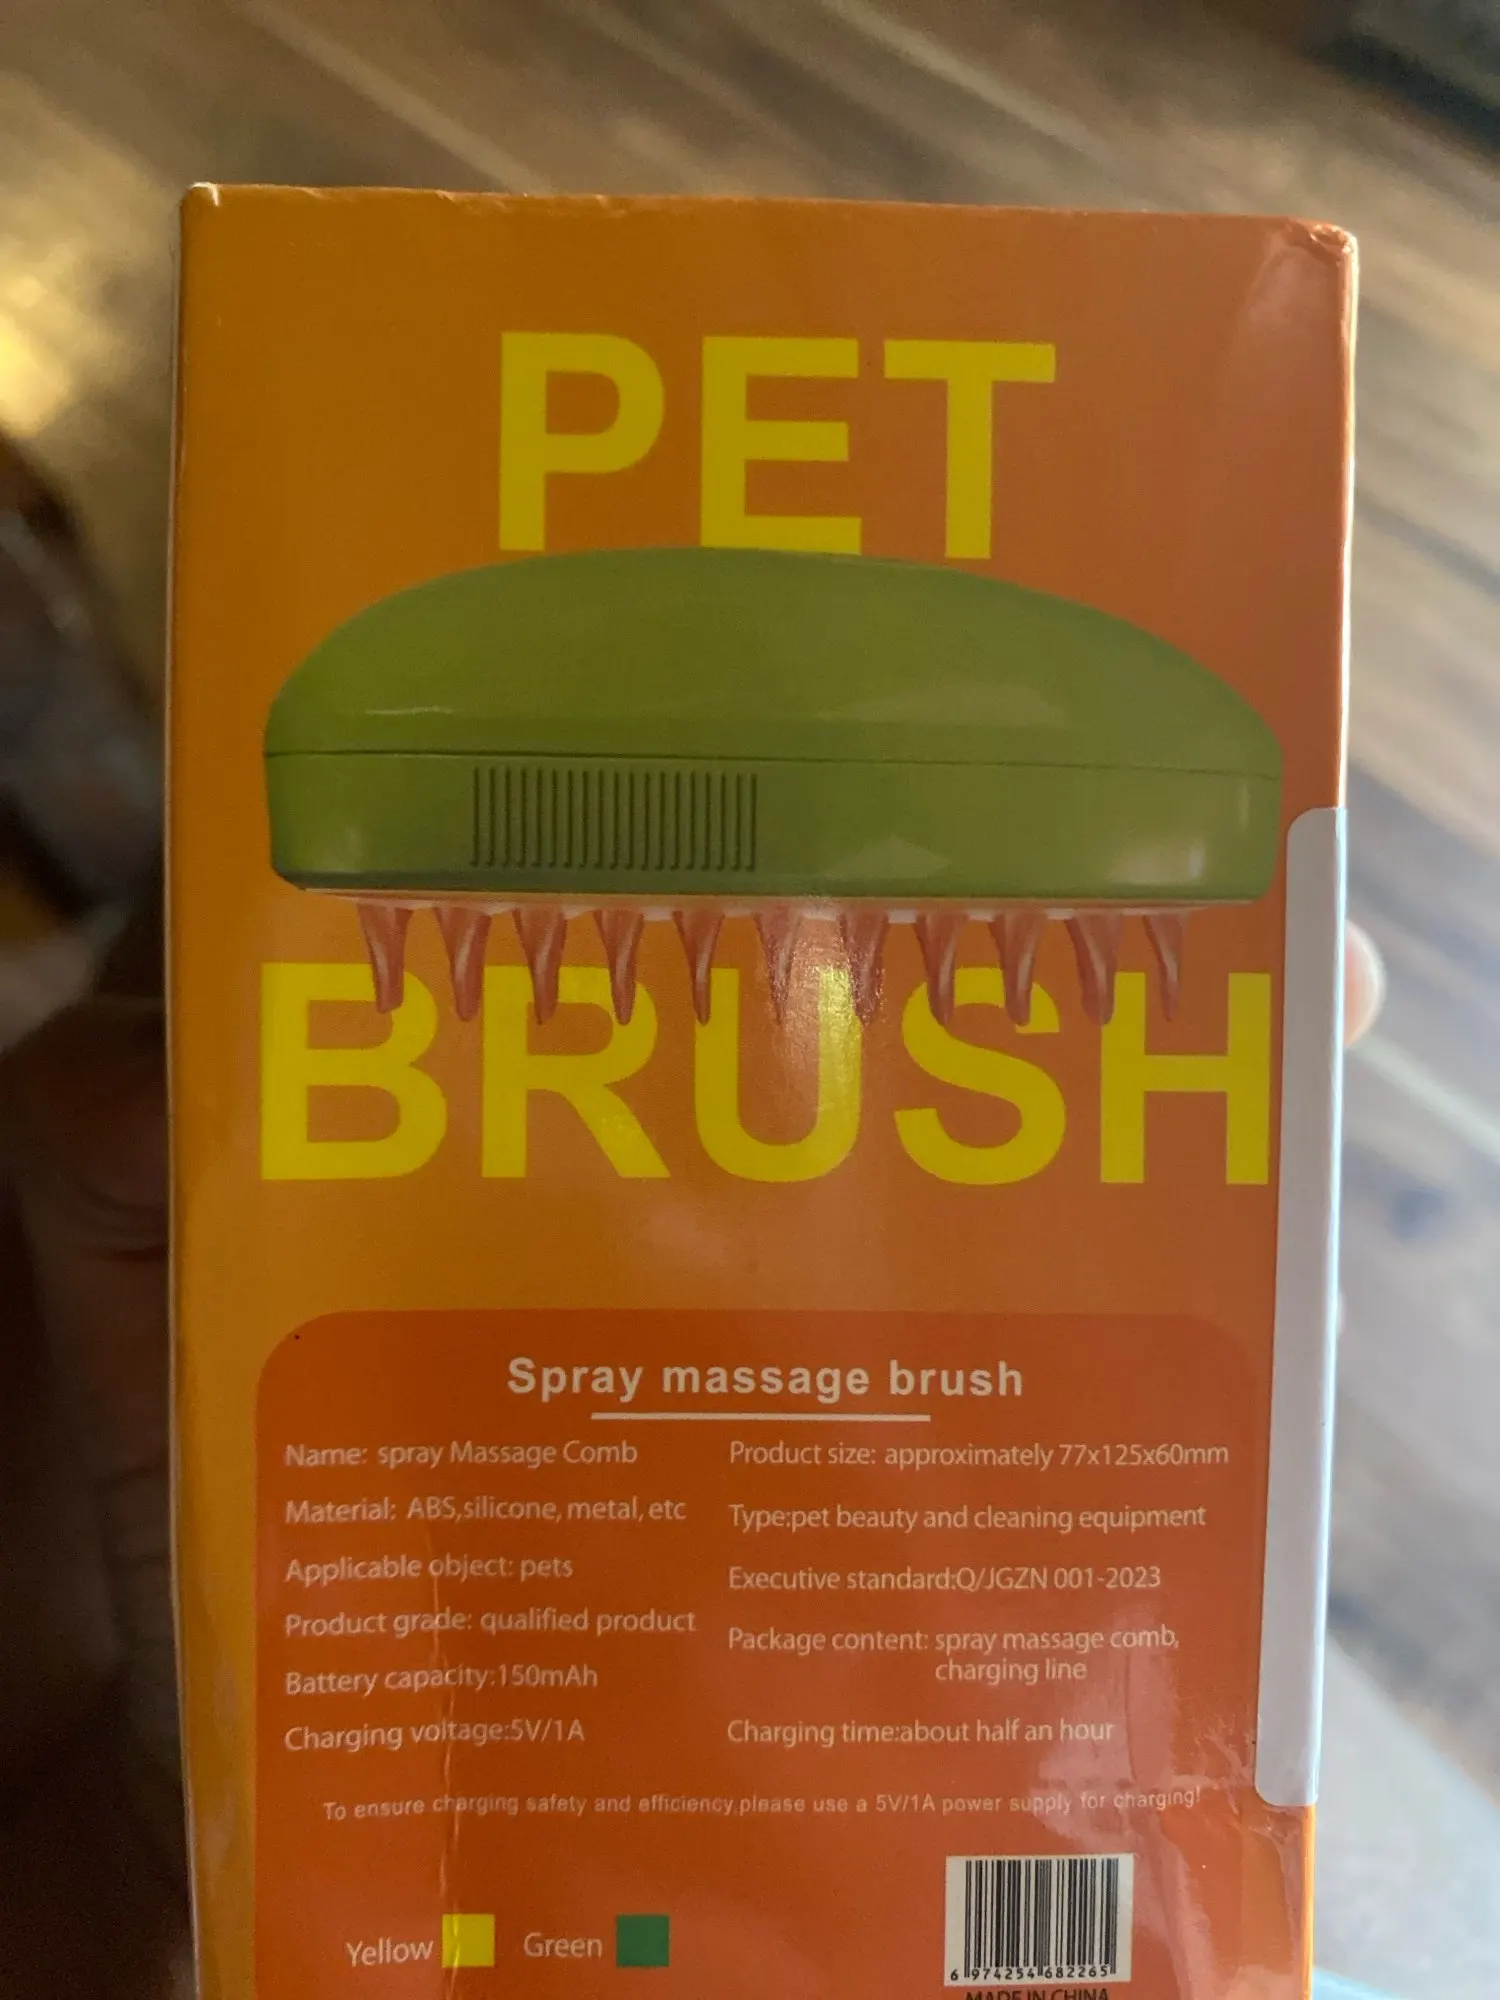 PET
BRUSH
Spray massage brush
Name: spray Massage Comb
Material: ABS,silicone, metal, etc
Applicable object: pets
Product grade: qualified product
Battery capacity:150mAh
Charging voltage:5V/1A
Product size: approximately 77x125x60mm
Type:pet beauty and cleaning equipment
Executive standard:Q/JGZN 001-2023
Package content: spray massage comb,
charging line
Charging time:about half an hour
To ensure charging safety and efficiency,please use a 5V/1A power supply for charging!
Yellow
Green
6 974254 682265
MADE IN CHINA